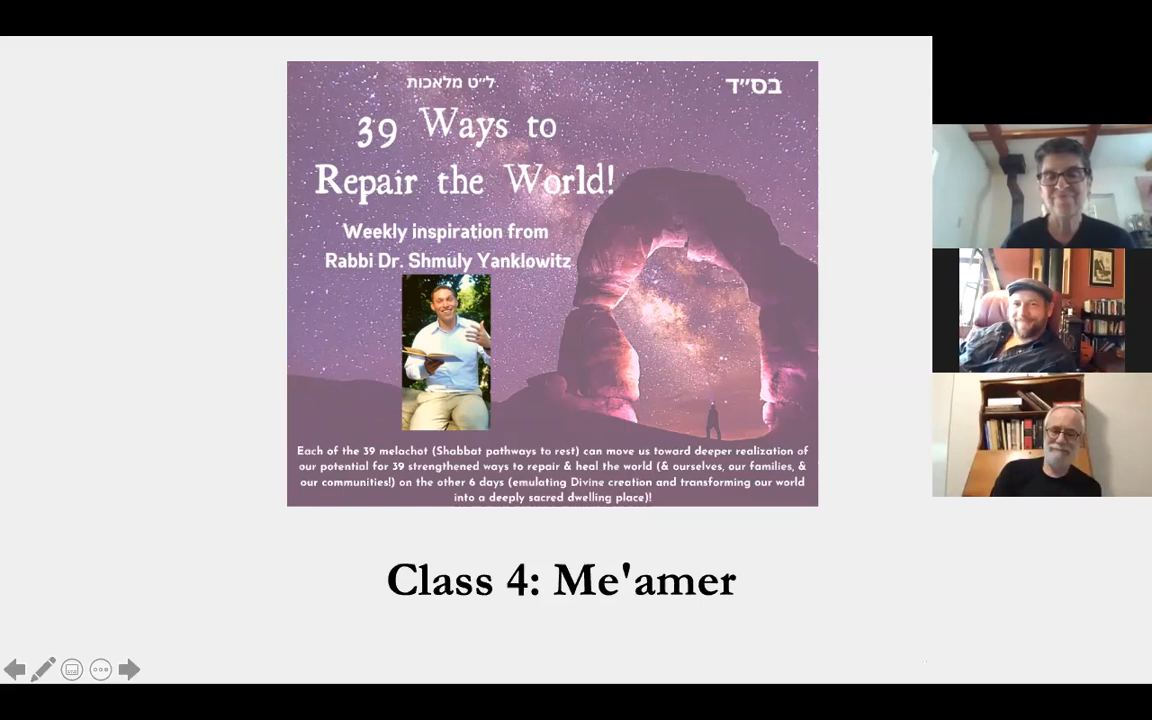 ל״ט מלאכות
בס״ד
39 Ways to
Repair the World!
Weekly inspiration from
Rabbi Dr. Shmuly Yanklowitz
Each of the 39 melachot (Shabbat pathways to rest) can move us toward deeper realization of
our potential for 39 strengthened ways to repair & heal the world (& ourselves, our families, &
our communities!) on the other 6 days (emulating Divine creation and transforming our world
into a deeply sacred dwelling place)!
Class 4: Me'amer